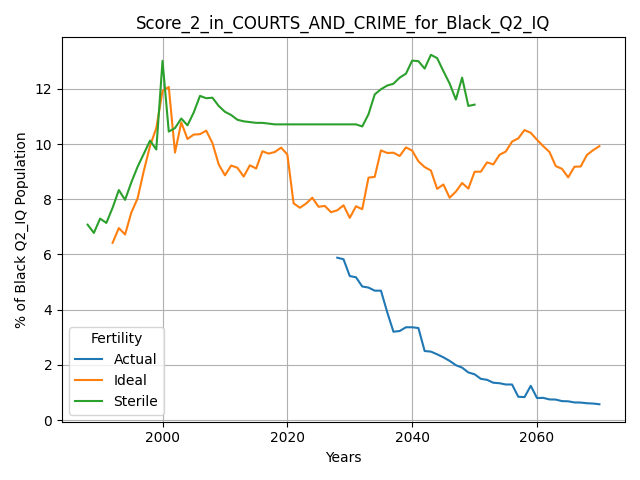 Score_2_in_COURTS_AND_CRIME_for_Black_Q2_IQ
% of Black Q2_IQ Population
12
10
8
6
4
2
0
Fertility
Actual
Ideal
Sterile
2000 2020 2040 2060
Years